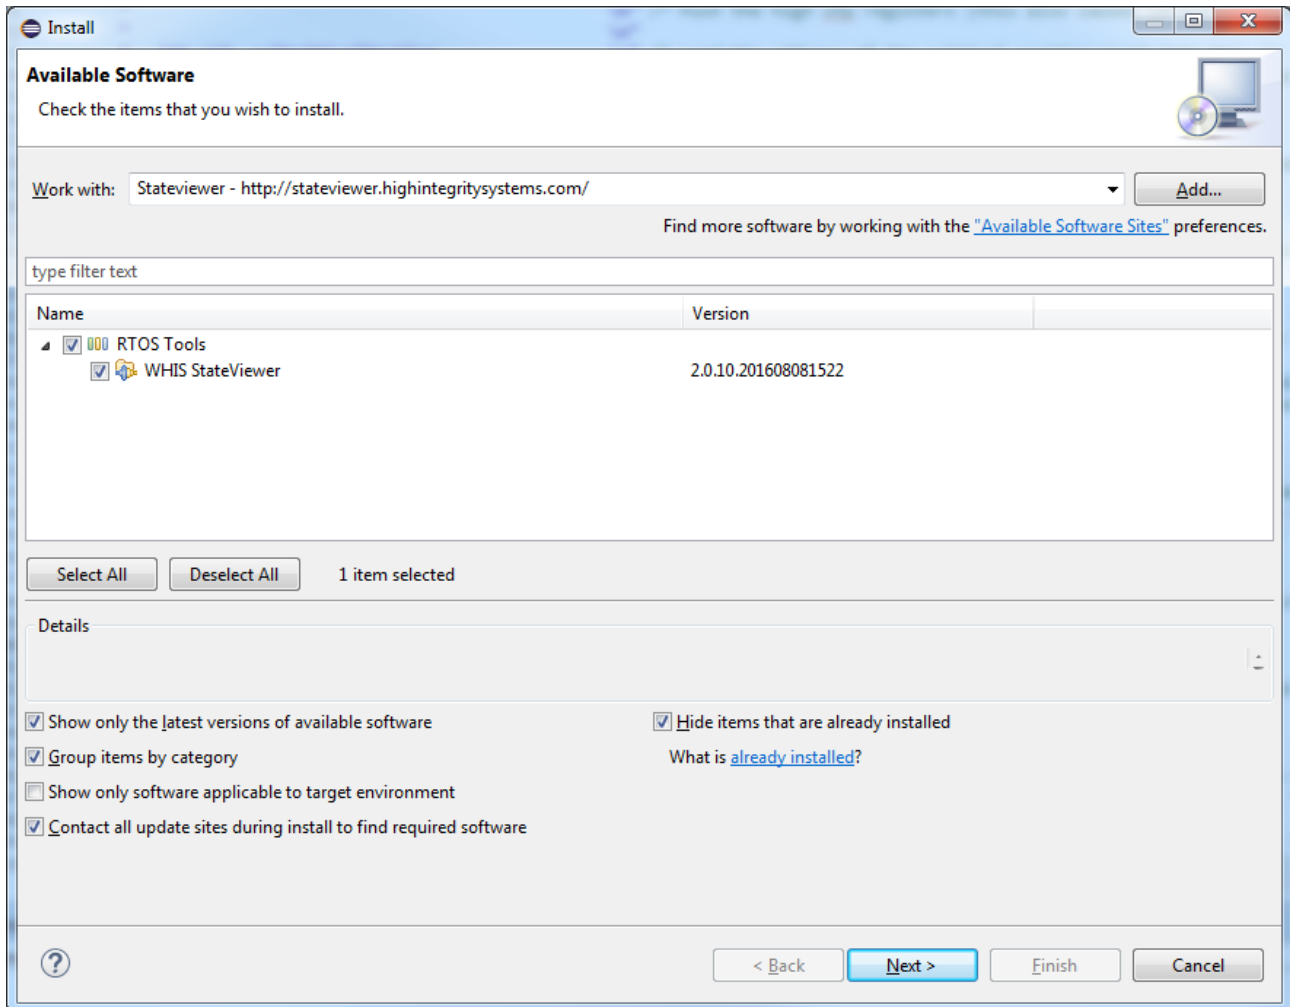 Install
Available Software
Check the items that you wish to install.
Work with: Stateviewer - http://stateviewer.highintegritysystems.com/ Add...
Find more software by working with the "Available Software Sites" preferences.
type filter text
Name Version
RTOS Tools
WHIS StateViewer 2.0.10.201608081522
Select All Deselect All 1 item selected
Details
Show only the latest versions of available software Hide items that are already installed
Group items by category What is already installed?
Show only software applicable to target environment
Contact all update sites during install to find required software
< Back Next > Finish Cancel